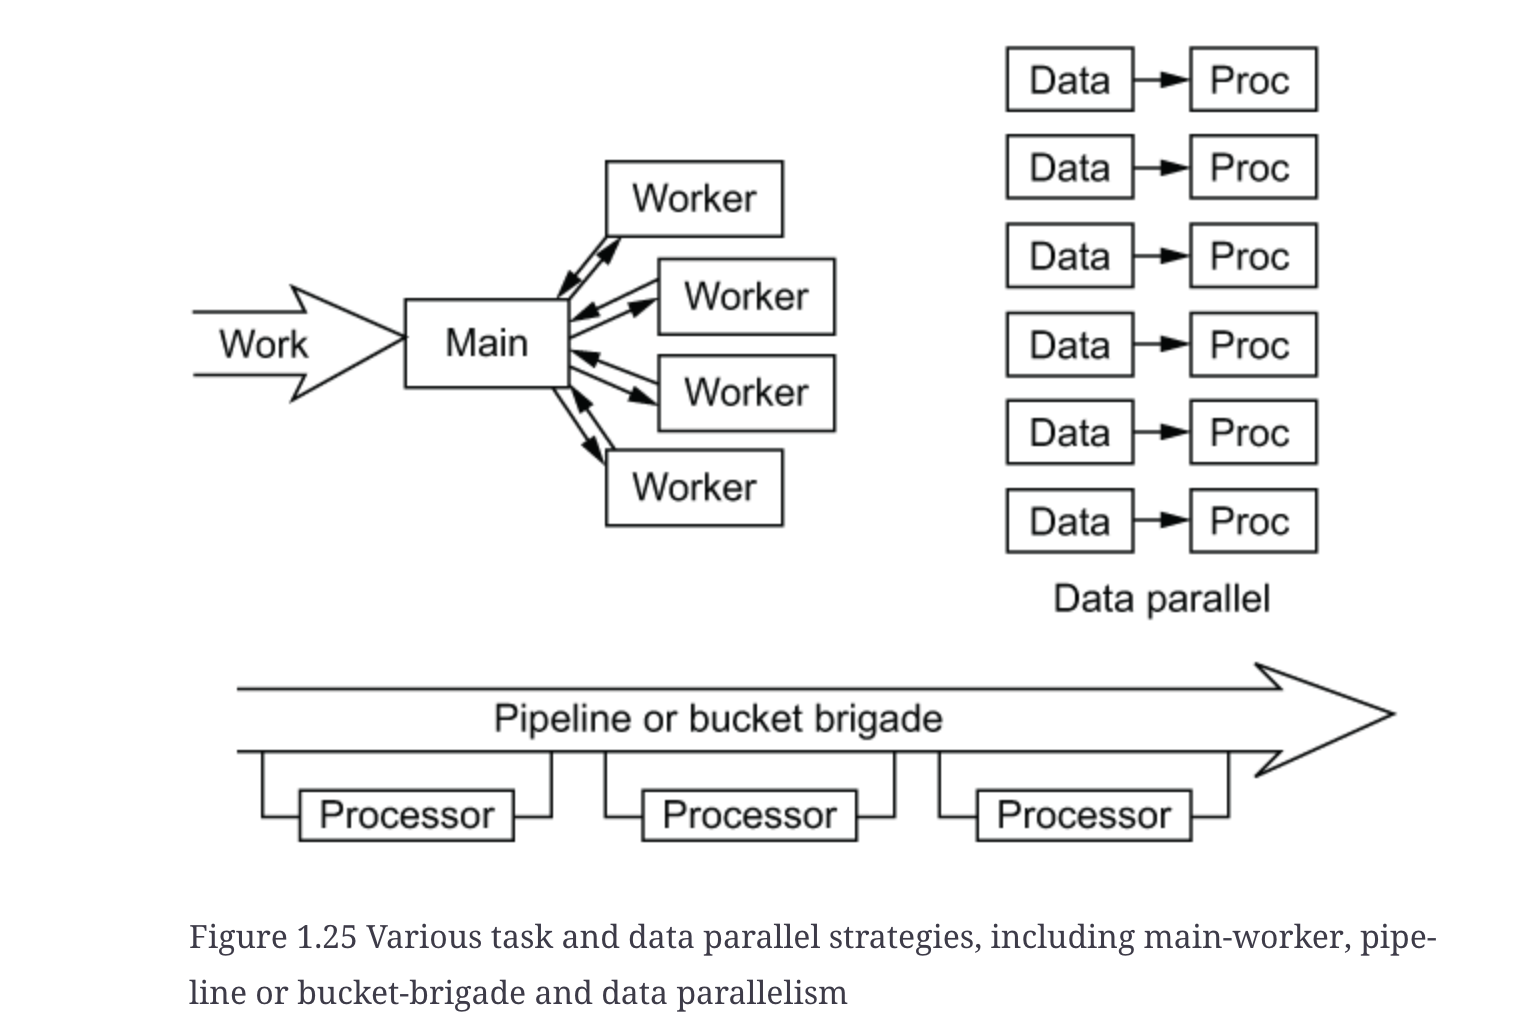 Work
Main
Worker
Worker
Worker
Worker
Data
Proc
Data
Proc
Data
Proc
Data
Proc
Data
Proc
Data
Proc
Data parallel
Pipeline or bucket brigade
Processor
Processor
Processor
Figure 1.25 Various task and data parallel strategies, including main-worker, pipe-
line or bucket-brigade and data parallelism